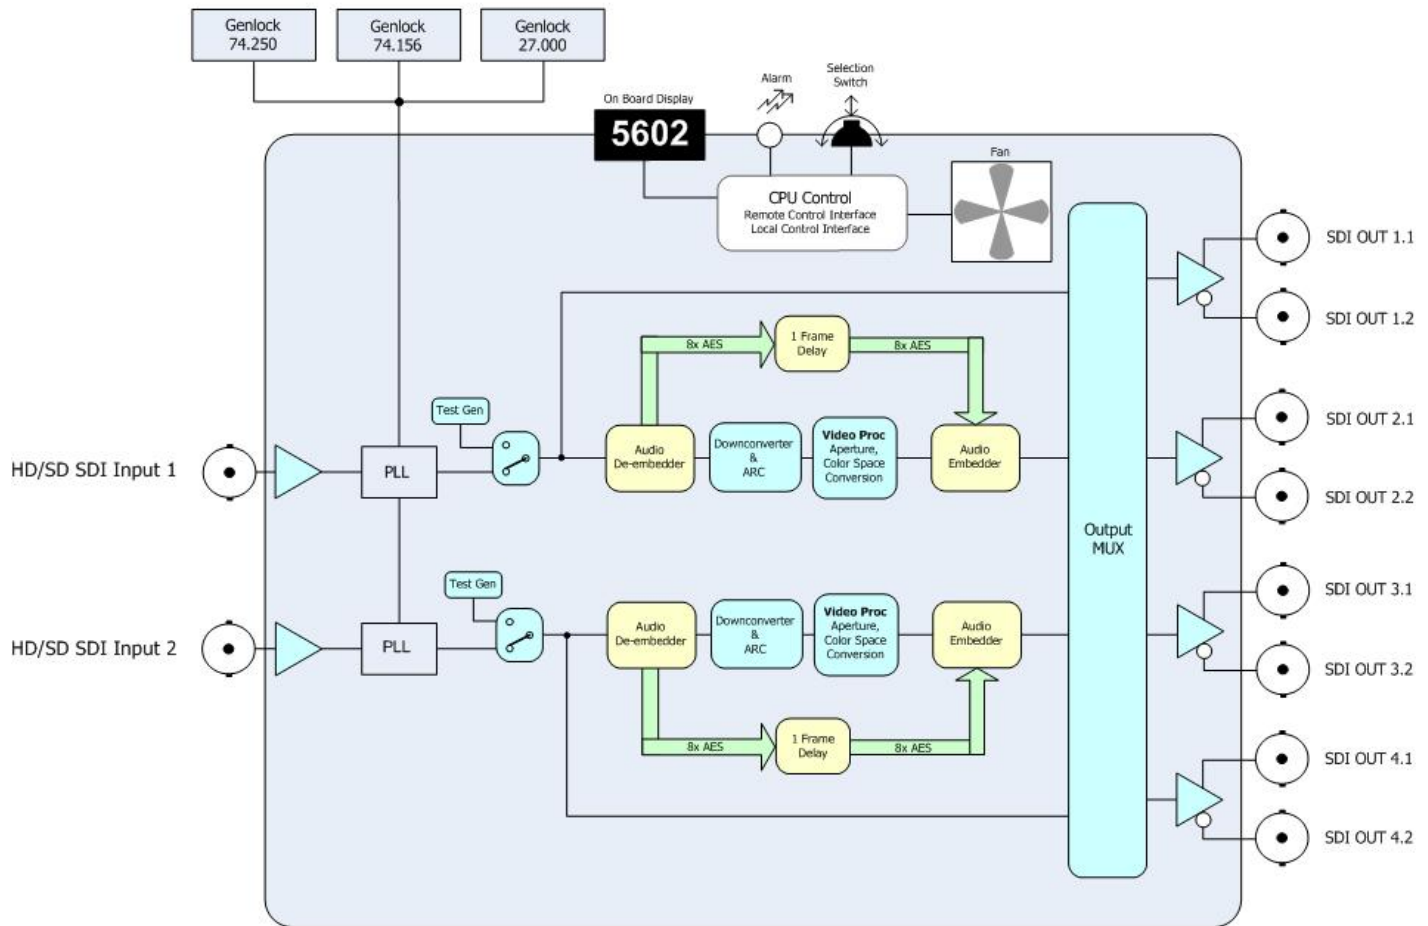 Genlock
74.250
Genlock
74.156
Genlock
27.000
Selection
Switch
Alarm
On Board Display
5602
Fan
CPU Control
Remote Control Interface
Local Control Interface
SDI OUT 1.1
SDI OUT 1.2
1 Frame
Delay
8x AES
8x AES
Test Gen
SDI OUT 2.1
HD/SD SDI Input 1
PLL
Audio
De-embedder
Downconverter
&
ARC
Video Proc
Aperture,
Color Space
Conversion
Audio
Embedder
SDI OUT 2.2
Output
MUX
Test Gen
SDI OUT 3.1
HD/SD SDI Input 2
PLL
Audio
De-embedder
Downconverter
&
ARC
Video Proc
Aperture,
Color Space
Conversion
Audio
Embedder
SDI OUT 3.2
8x AES
1 Frame
Delay
8x AES
SDI OUT 4.1
SDI OUT 4.2